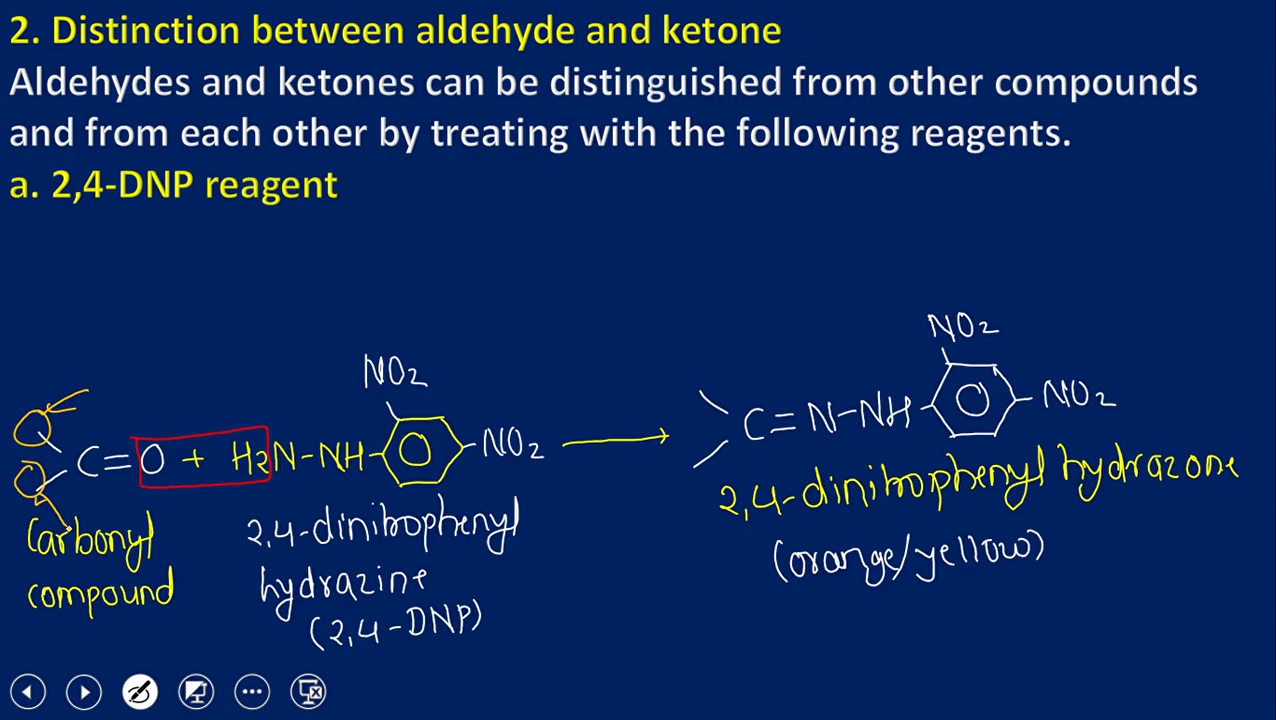 2. Distinction between aldehyde and ketone
Aldehydes and ketones can be distinguished from other compounds
and from each other by treating with the following reagents.
a. 2,4-DNP reagent
NO2
C=O + H2N-NH
NO2
Carbonyl
compound
2,4-dinitrophenyl
hydrazine
(2,4-DNP)
NO2
C=N-NH
NO2
2,4-dinitrophenyl hydrazone
(orange/yellow)